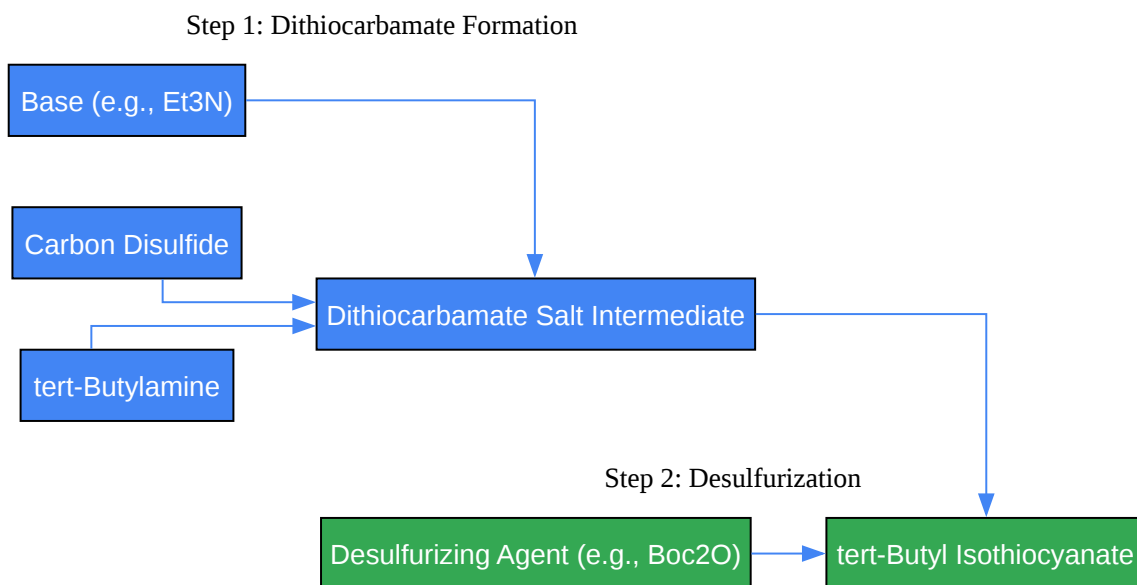 Step 1: Dithiocarbamate Formation
Base (e.g., Et3N)
Carbon Disulfide
Dithiocarbamate Salt Intermediate
tert-Butylamine
Step 2: Desulfurization
Desulfurizing Agent (e.g., Boc2O)
tert-Butyl Isothiocyanate